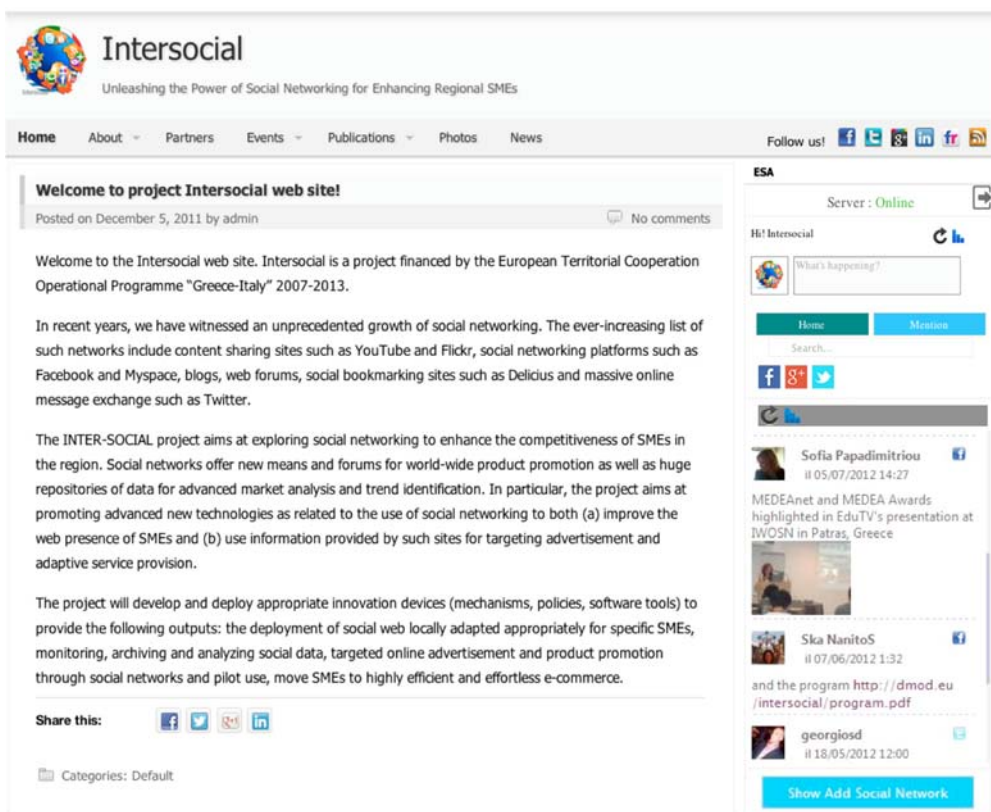 Intersocial
Unleashing the Power of Social Networking for Enhancing Regional SMEs
Home About Partners Events Publications Photos News
Follow us!
Welcome to project Intersocial web site!
Posted on December 5, 2011 by admin
No comments
Welcome to the Intersocial web site. Intersocial is a project financed by the European Territorial Cooperation
Operational Programme “Greece-Italy” 2007-2013.
In recent years, we have witnessed an unprecedented growth of social networking. The ever-increasing list of
such networks include content sharing sites such as YouTube and Flickr, social networking platforms such as
Facebook and Myspace, blogs, web forums, social bookmarking sites such as Delicius and massive online
message exchange such as Twitter.
The INTER-SOCIAL project aims at exploring social networking to enhance the competitiveness of SMEs in
the region. Social networks offer new means and forums for world-wide product promotion as well as huge
repositories of data for advanced market analysis and trend identification. In particular, the project aims at
promoting advanced new technologies as related to the use of social networking to both (a) improve the
web presence of SMEs and (b) use information provided by such sites for targeting advertisement and
adaptive service provision.
The project will develop and deploy appropriate innovation devices (mechanisms, policies, software tools) to
provide the following outputs: the deployment of social web locally adapted appropriately for specific SMEs,
monitoring, archiving and analyzing social data, targeted online advertisement and product promotion
through social networks and pilot use, move SMEs to highly efficient and effortless e-commerce.
Share this:
Categories: Default
ESA
Server : Online
Hi! Intersocial
What's happening?
Home Mention
Search...
Sofia Papadimitriou
il 05/07/2012 14:27
MEDEAnet and MEDEA Awards
highlighted in EduTV's presentation at
IWOSN in Patras, Greece
Ska NanitoS
il 07/06/2012 1:32
and the program http://dmod.eu
/intersocial/program.pdf
georgiosd
il 18/05/2012 12:00
Show Add Social Network